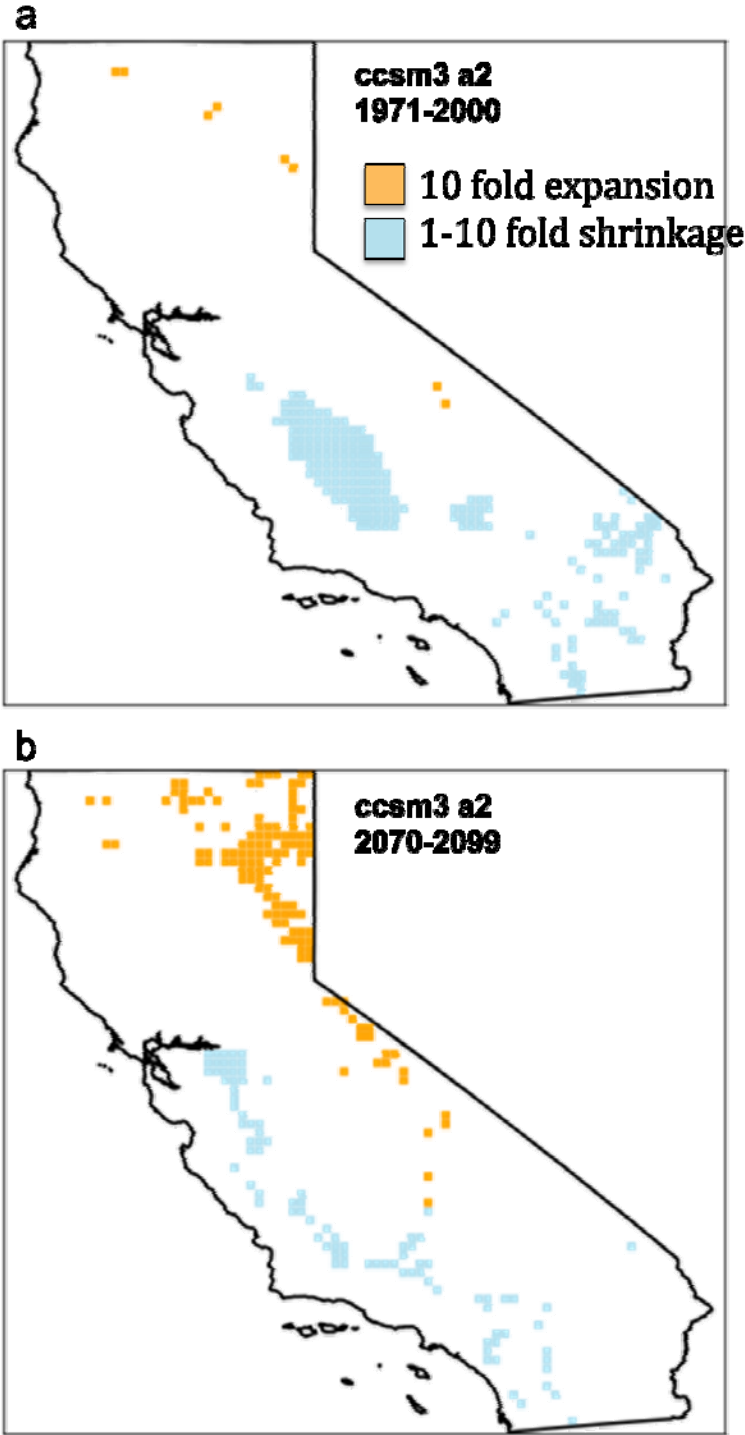 a
ccsm3 a2
1971-2000
10 fold expansion
1-10 fold shrinkage
b
ccsm3 a2
2070-2099